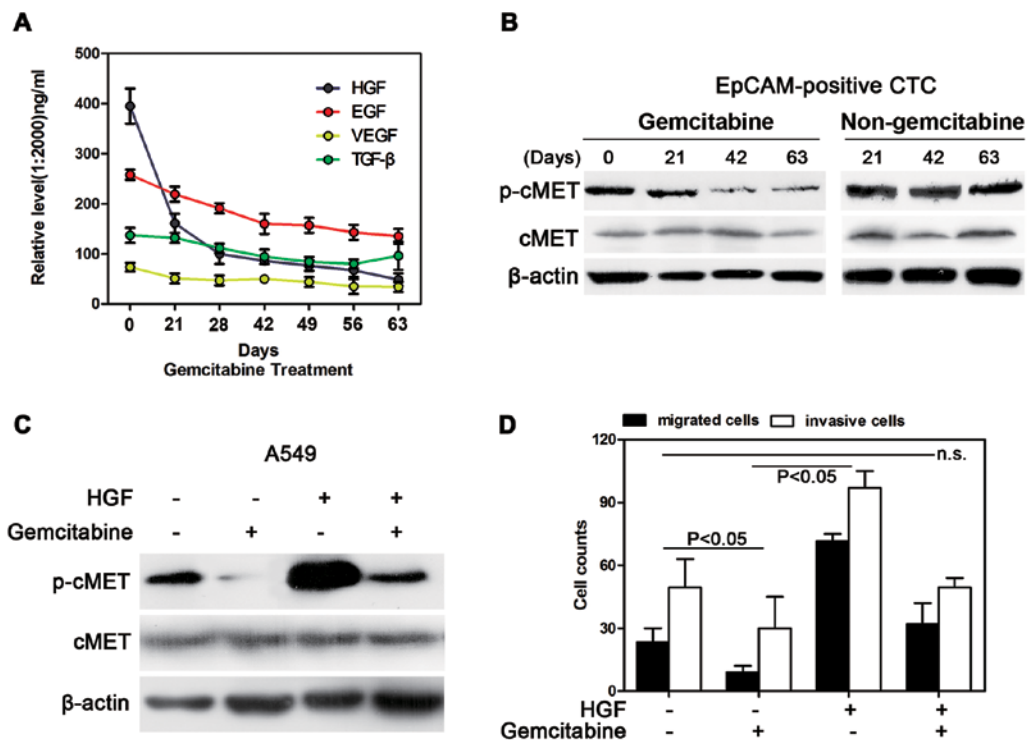 A
500
400
300
200
100
0
Relative level(1:2000)ng/ml
HGF
EGF
VEGF
TGF-β
0 21 28 42 49 56 63
Days
Gemcitabine Treatment
B
EpCAM-positive CTC
Gemcitabine Non-gemcitabine
(Days) 0 21 42 63 21 42 63
p-cMET
cMET
β-actin
C
A549
HGF - - + +
Gemcitabine - + - +
p-cMET
cMET
β-actin
D
migrated cells invasive cells
120
90
60
30
0
Cell counts
n.s.
P<0.05
P<0.05
HGF - - + +
Gemcitabine - + - +